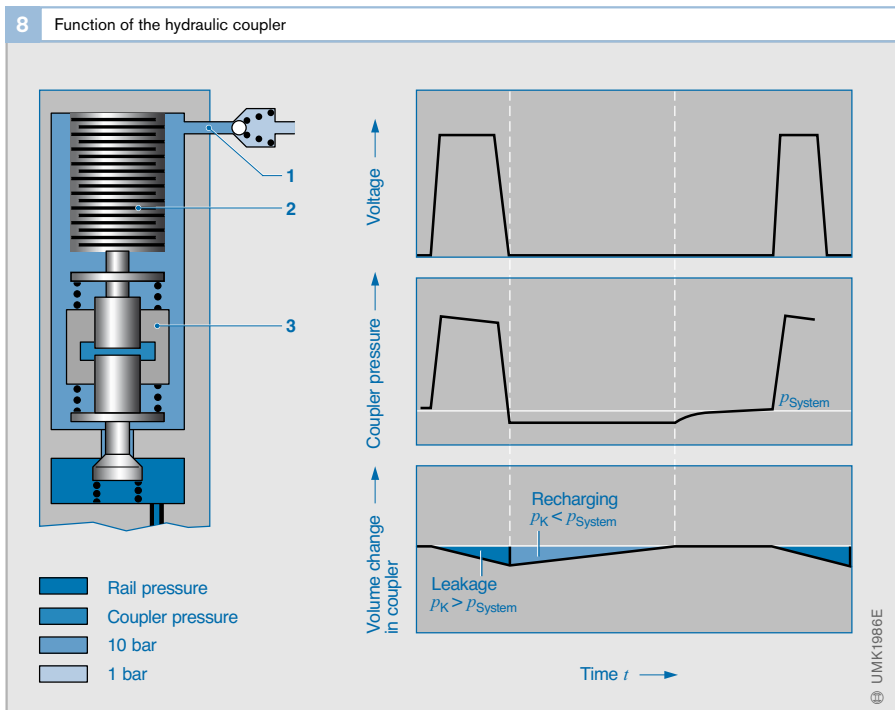 8 Function of the hydraulic coupler
1
2
3
Rail pressure
Coupler pressure
10 bar
1 bar
Voltage
Coupler pressure
pSystem
Volume change
in coupler
Recharging
pK < pSystem
Leakage
pK > pSystem
Time t
UMK1986E